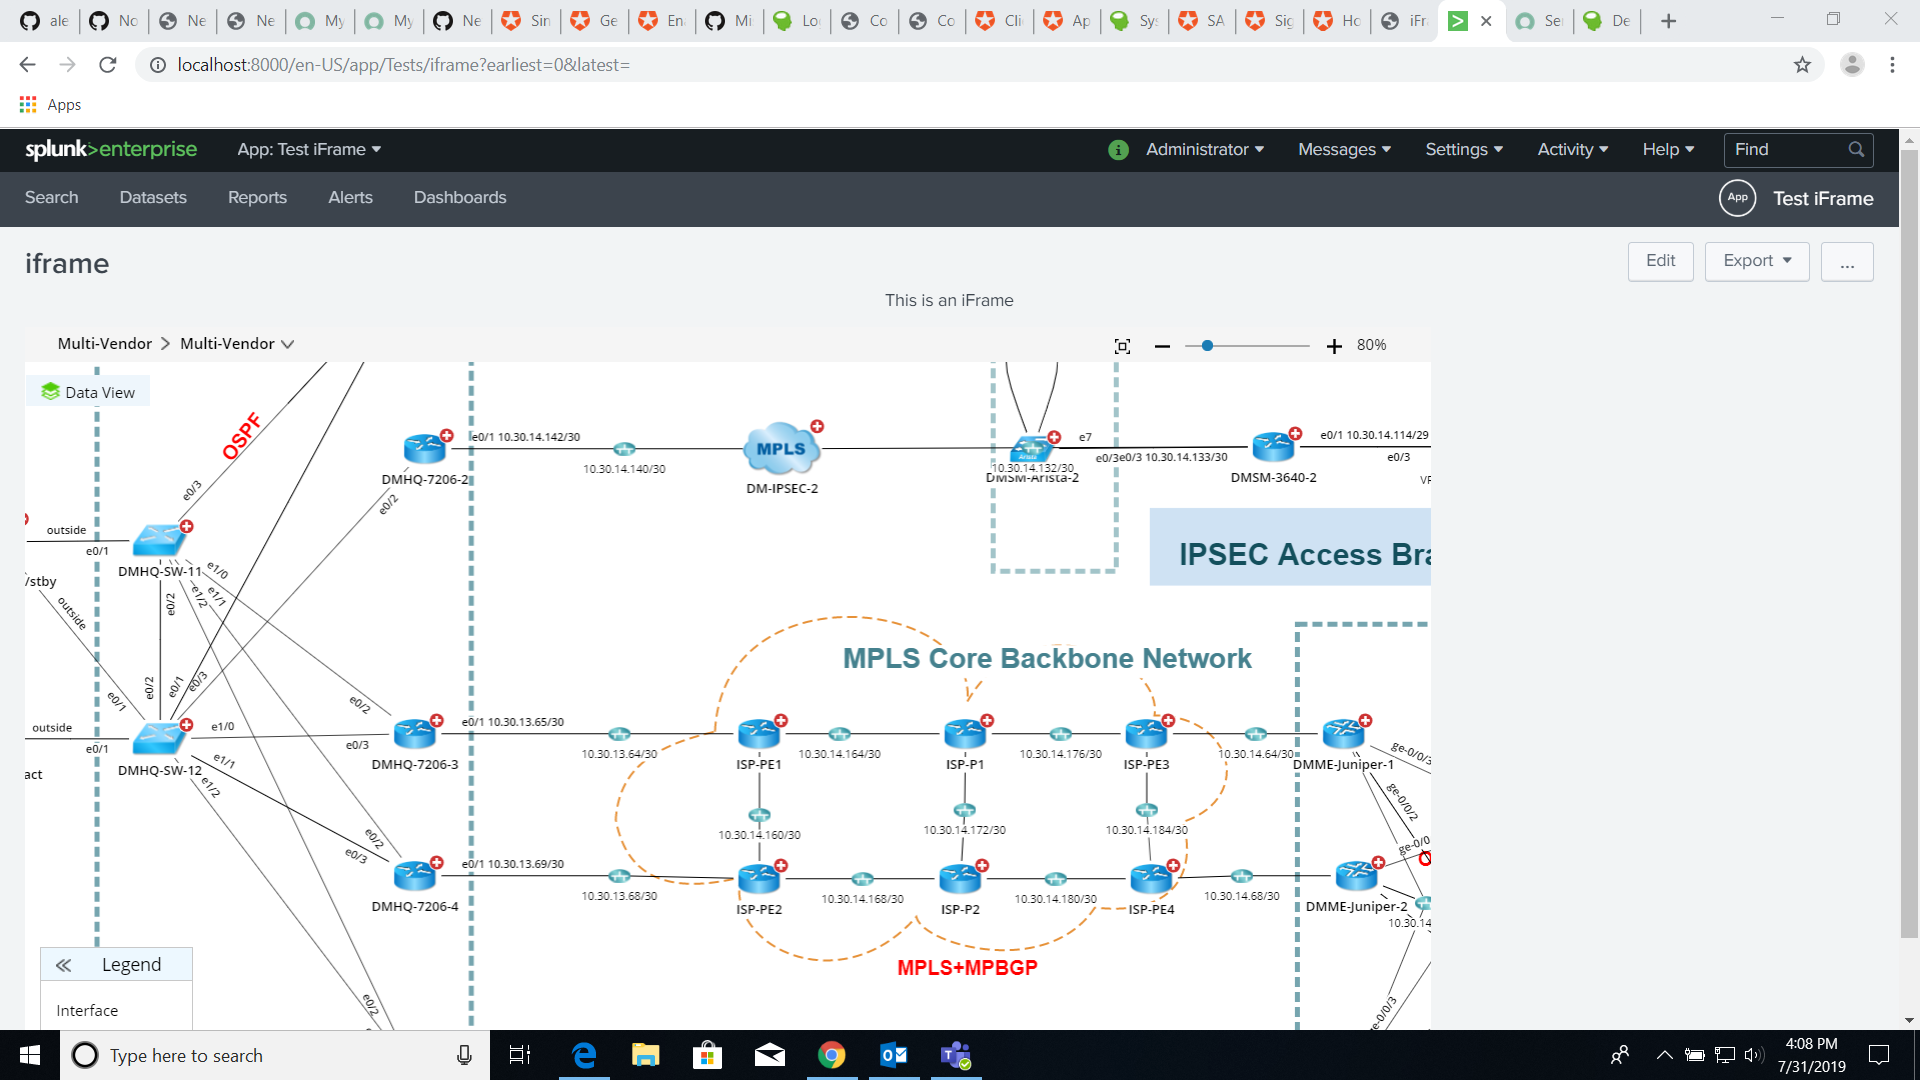 ale
No
Ne
Ne
My
My
Ne
Sin
Ge
En
Mi
Lo
Co
Co
Cli
Ap
Sy
SA
Sig
Ho
iFr
Se
De
localhost:8000/en-US/app/Tests/iframe?earliest=0&latest=
Apps
splunk>enterprise App: Test iFrame
i Administrator Messages Settings Activity Help Find
Search Datasets Reports Alerts Dashboards
App Test iFrame
iframe
Edit Export ...
This is an iFrame
Multi-Vendor > Multi-Vendor
80%
Data View
OSPF
e0/3
DMHQ-7206-2
e0/1 10.30.14.142/30
10.30.14.140/30
MPLS
DM-IPSEC-2
Arista
10.30.14.132/30
DMSM-Arista-2
e7
e0/3e0/3 10.30.14.133/30
DMSM-3640-2
e0/1 10.30.14.114/29
e0/3
VR
e0/2
outside
e0/1
DMHQ-SW-11
e1/0
e1/1
e1/2
/stby
outside
e0/2
IPSEC Access Bra
MPLS Core Backbone Network
e0/2
e0/1
e0/3
e0/1
outside
e0/1
act
DMHQ-SW-12
e1/0
e1/1
e1/2
e0/2
e0/3
DMHQ-7206-3
e0/1 10.30.13.65/30
10.30.13.64/30
ISP-PE1
10.30.14.164/30
ISP-P1
10.30.14.176/30
ISP-PE3
10.30.14.64/30
DMME-Juniper-1
ge-0/0/3
ge-0/0/2
10.30.14.160/30
10.30.14.172/30
10.30.14.184/30
ge-0/0
e0/2
e0/3
DMHQ-7206-4
e0/1 10.30.13.69/30
10.30.13.68/30
ISP-PE2
10.30.14.168/30
ISP-P2
10.30.14.180/30
ISP-PE4
10.30.14.68/30
DMME-Juniper-2
10.30.14
MPLS+MPBGP
e0/2
e-0/0/3
Legend
Interface
Type here to search
4:08 PM
7/31/2019